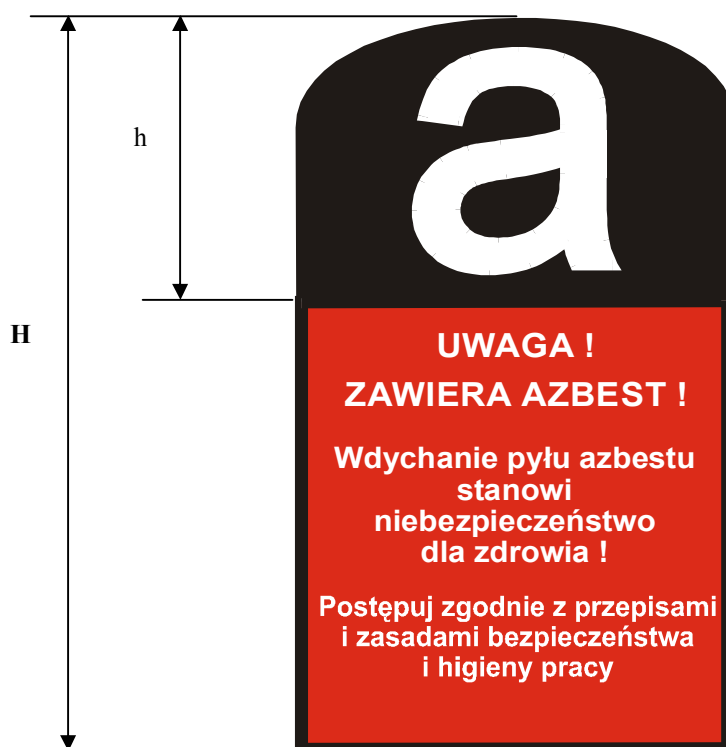 a
h
H
UWAGA !
ZAWIERA AZBEST !
Wdychanie pyłu azbestu
stanowi
niebezpieczeństwo
dla zdrowia !
Postępuj zgodnie z przepisami
i zasadami bezpieczeństwa
i higieny pracy